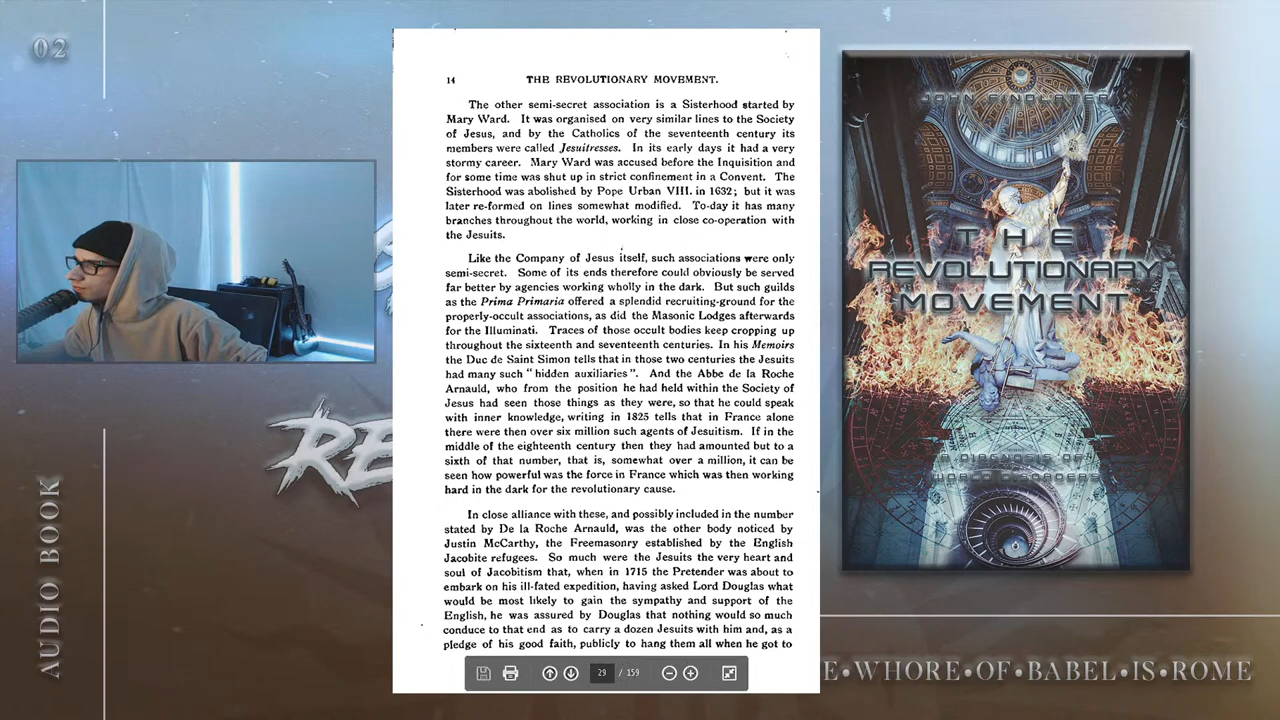 02
AUDIO BOOK
RE
14 THE REVOLUTIONARY MOVEMENT.
The other semi-secret association is a Sisterhood started by
Mary Ward. It was organised on very similar lines to the Society
of Jesus, and by the Catholics of the seventeenth century its
members were called Jesuitresses. In its early days it had a very
stormy career. Mary Ward was accused before the Inquisition and
for some time was shut up in strict confinement in a Convent. The
Sisterhood was abolished by Pope Urban VIII. in 1632; but it was
later re-formed on lines somewhat modified. To-day it has many
branches throughout the world, working in close co-operation with
the Jesuits.
Like the Company of Jesus itself, such associations were only
semi-secret. Some of its ends therefore could obviously be served
far better by agencies working wholly in the dark. But such guilds
as the Prima Primaria offered a splendid recruiting-ground for the
properly-occult associations, as did the Masonic Lodges afterwards
for the Illuminati. Traces of those occult bodies keep cropping up
throughout the sixteenth and seventeenth centuries. In his Memoirs
the Duc de Saint Simon tells that in those two centuries the Jesuits
had many such "hidden auxiliaries". And the Abbe de la Roche
Arnauld, who from the position he had held within the Society of
Jesus had seen those things as they were, so that he could speak
with inner knowledge, writing in 1825 tells that in France alone
there were then over six million such agents of Jesuitism. If in the
middle of the eighteenth century then they had amounted but to a
sixth of that number, that is, somewhat over a million, it can be
seen how powerful was the force in France which was then working
hard in the dark for the revolutionary cause.
In close alliance with these, and possibly included in the number
stated by De la Roche Arnauld, was the other body noticed by
Justin McCarthy, the Freemasonry established by the English
Jacobite refugees. So much were the Jesuits the very heart and
soul of Jacobitism that, when in 1715 the Pretender was about to
embark on his ill-fated expedition, having asked Lord Douglas what
would be most likely to gain the sympathy and support of the
English, he was assured by Douglas that nothing would so much
conduce to that end as to carry a dozen Jesuits with him and, as a
pledge of his good faith, publicly to hang them all when he got to
29 / 159
JOHN FINDLATER
THE
REVOLUTIONARY
MOVEMENT
A DIAGNOSIS OF
WORLD DISORDERS
E•WHORE•OF•BABEL•IS•ROME